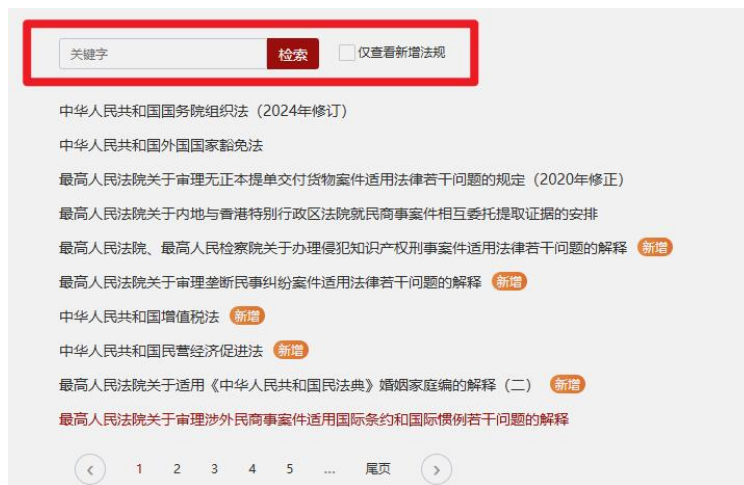 关键字 检索 仅查看新增法规
中华人民共和国国务院组织法（2024年修订）
中华人民共和国外国国家豁免法
最高人民法院关于审理无正本提单交付货物案件适用法律若干问题的规定（2020年修正）
最高人民法院关于内地与香港特别行政区法院就民商事案件相互委托提取证据的安排
最高人民法院、最高人民检察院关于办理侵犯知识产权刑事案件适用法律若干问题的解释 新增
最高人民法院关于审理垄断民事纠纷案件适用法律若干问题的解释 新增
中华人民共和国增值税法 新增
中华人民共和国民营经济促进法 新增
最高人民法院关于适用《中华人民共和国民法典》婚姻家庭编的解释（二） 新增
最高人民法院关于审理涉外民商事案件适用国际条约和国际惯例若干问题的解释
‹ 1 2 3 4 5 ... 尾页 ›